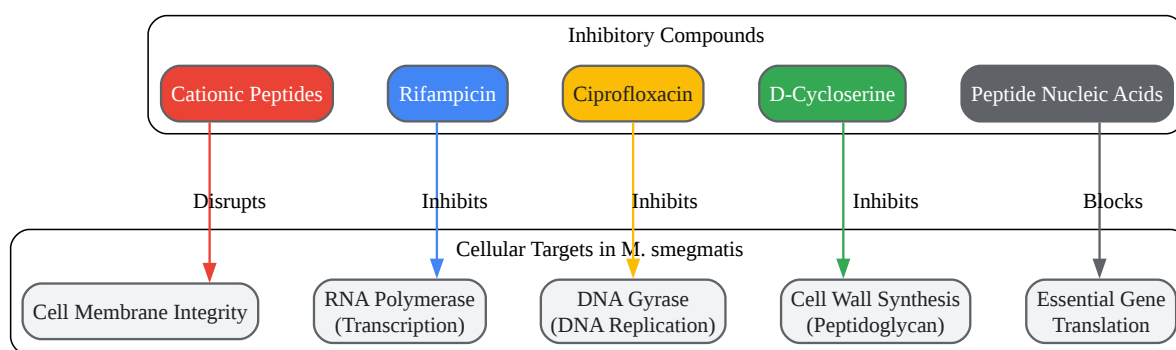 Inhibitory Compounds
Cationic Peptides
Rifampicin
Ciprofloxacin
D-Cycloserine
Peptide Nucleic Acids
Disrupts
Inhibits
Inhibits
Inhibits
Blocks
Cellular Targets in M. smegmatis
Cell Membrane Integrity
RNA Polymerase
(Transcription)
DNA Gyrase
(DNA Replication)
Cell Wall Synthesis
(Peptidoglycan)
Essential Gene
Translation